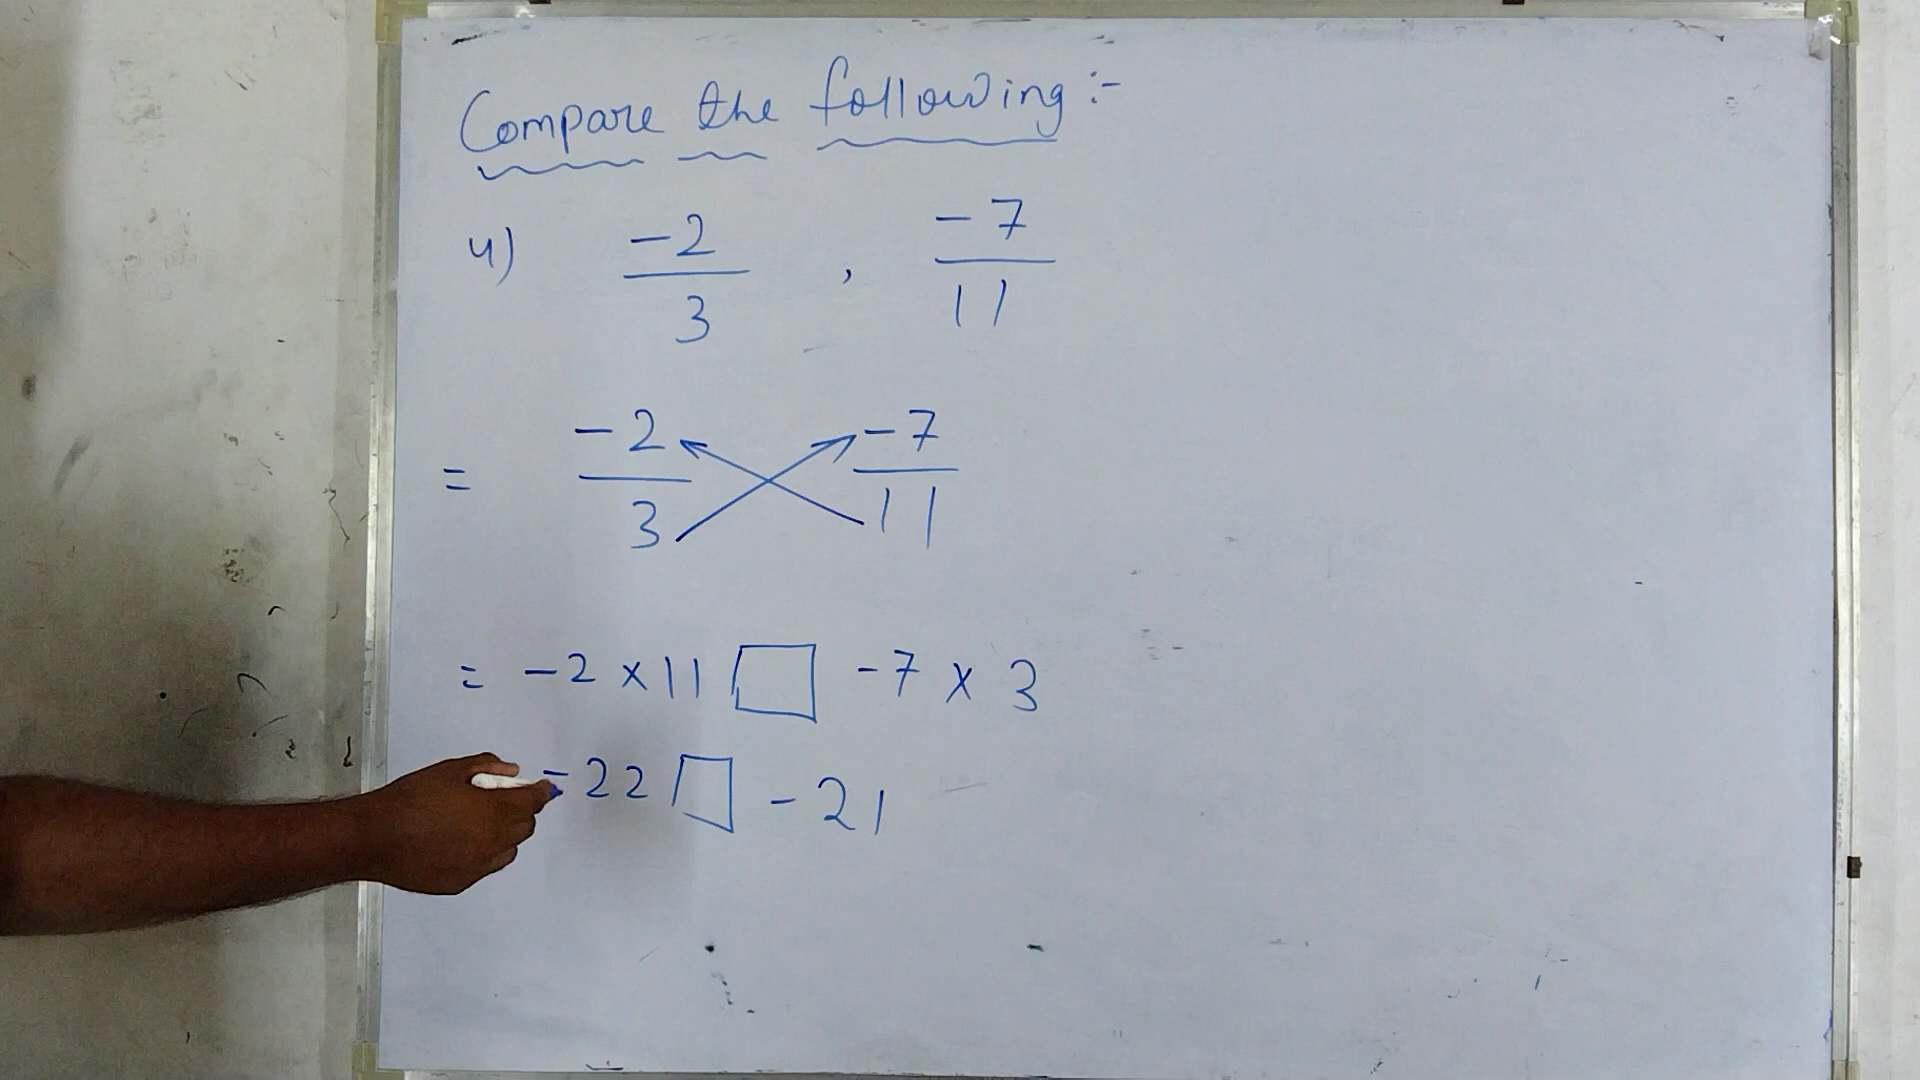 Compare the following :-
4) -2/3 , -7/11
= -2/3 -7/11
= -2 × 11 □ -7 × 3
-22 □ -21